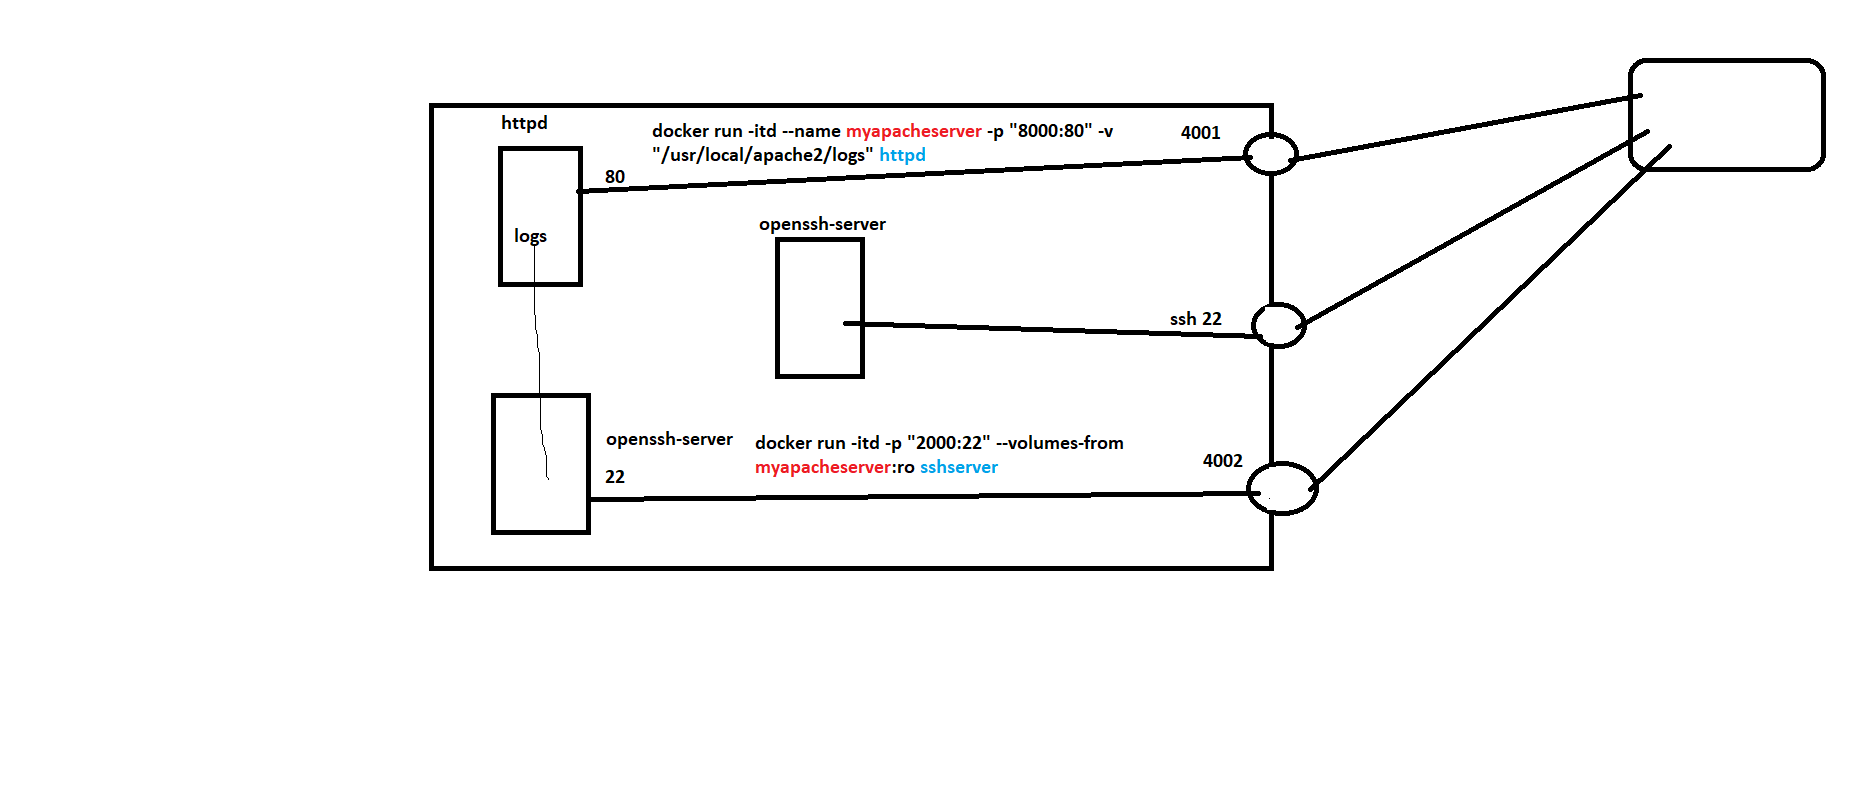 httpd
docker run -itd --name myapacheserver -p "8000:80" -v
"/usr/local/apache2/logs" httpd
4001
80
logs
openssh-server
ssh 22
openssh-server
22
docker run -itd -p "2000:22" --volumes-from
myapacheserver:ro sshserver
4002